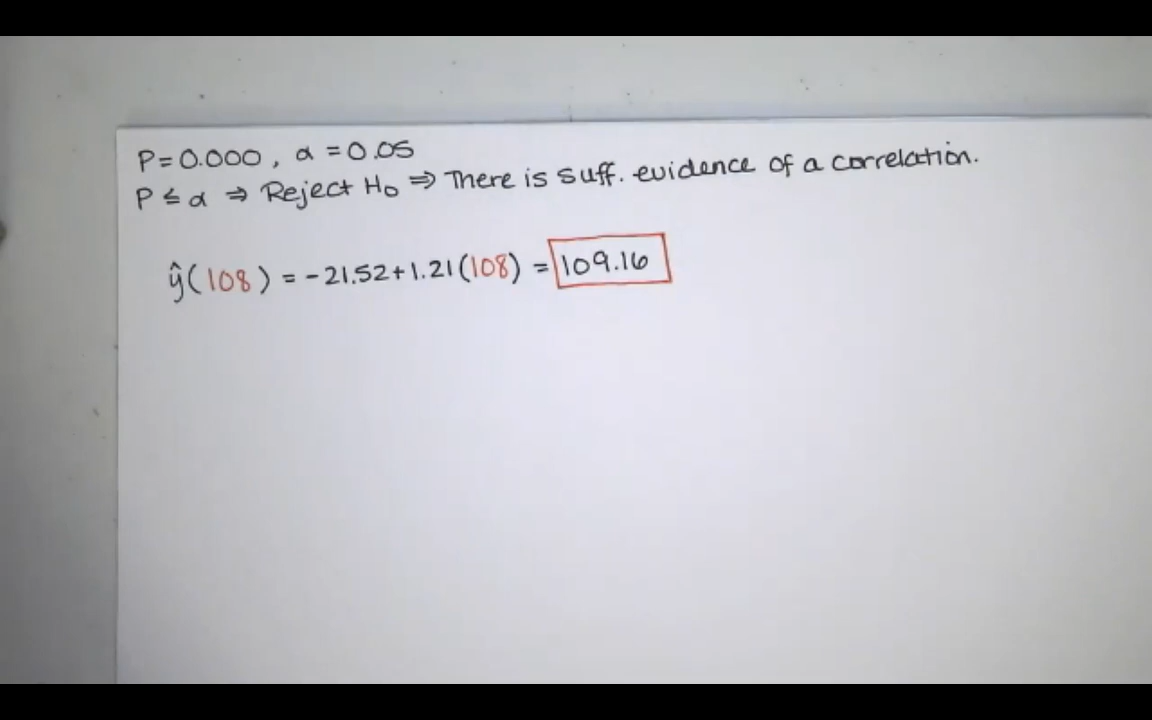 P=0.000, α=0.05
P≤α ⇒ Reject H₀ ⇒ There is suff. evidence of a correlation.
ŷ(108) = -21.52+1.21(108) = 109.16